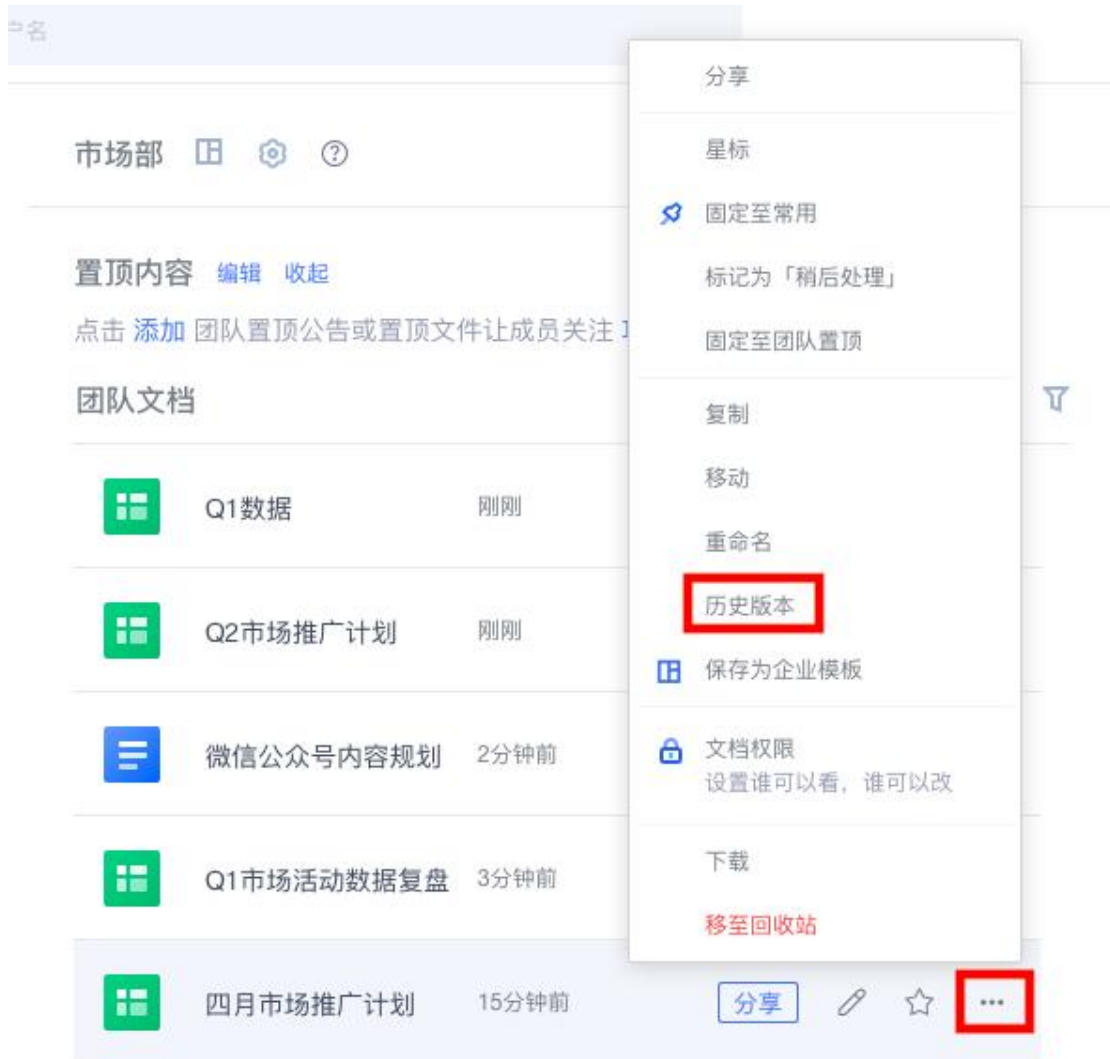 户名
市场部
置顶内容 编辑 收起
点击 添加 团队置顶公告或置顶文件让成员关注
团队文档
Q1数据 刚刚
Q2市场推广计划 刚刚
微信公众号内容规划 2分钟前
Q1市场活动数据复盘 3分钟前
四月市场推广计划 15分钟前 分享 ...
分享
星标
固定至常用
标记为「稍后处理」
固定至团队置顶
复制
移动
重命名
历史版本
保存为企业模板
文档权限
设置谁可以看，谁可以改
下载
移至回收站